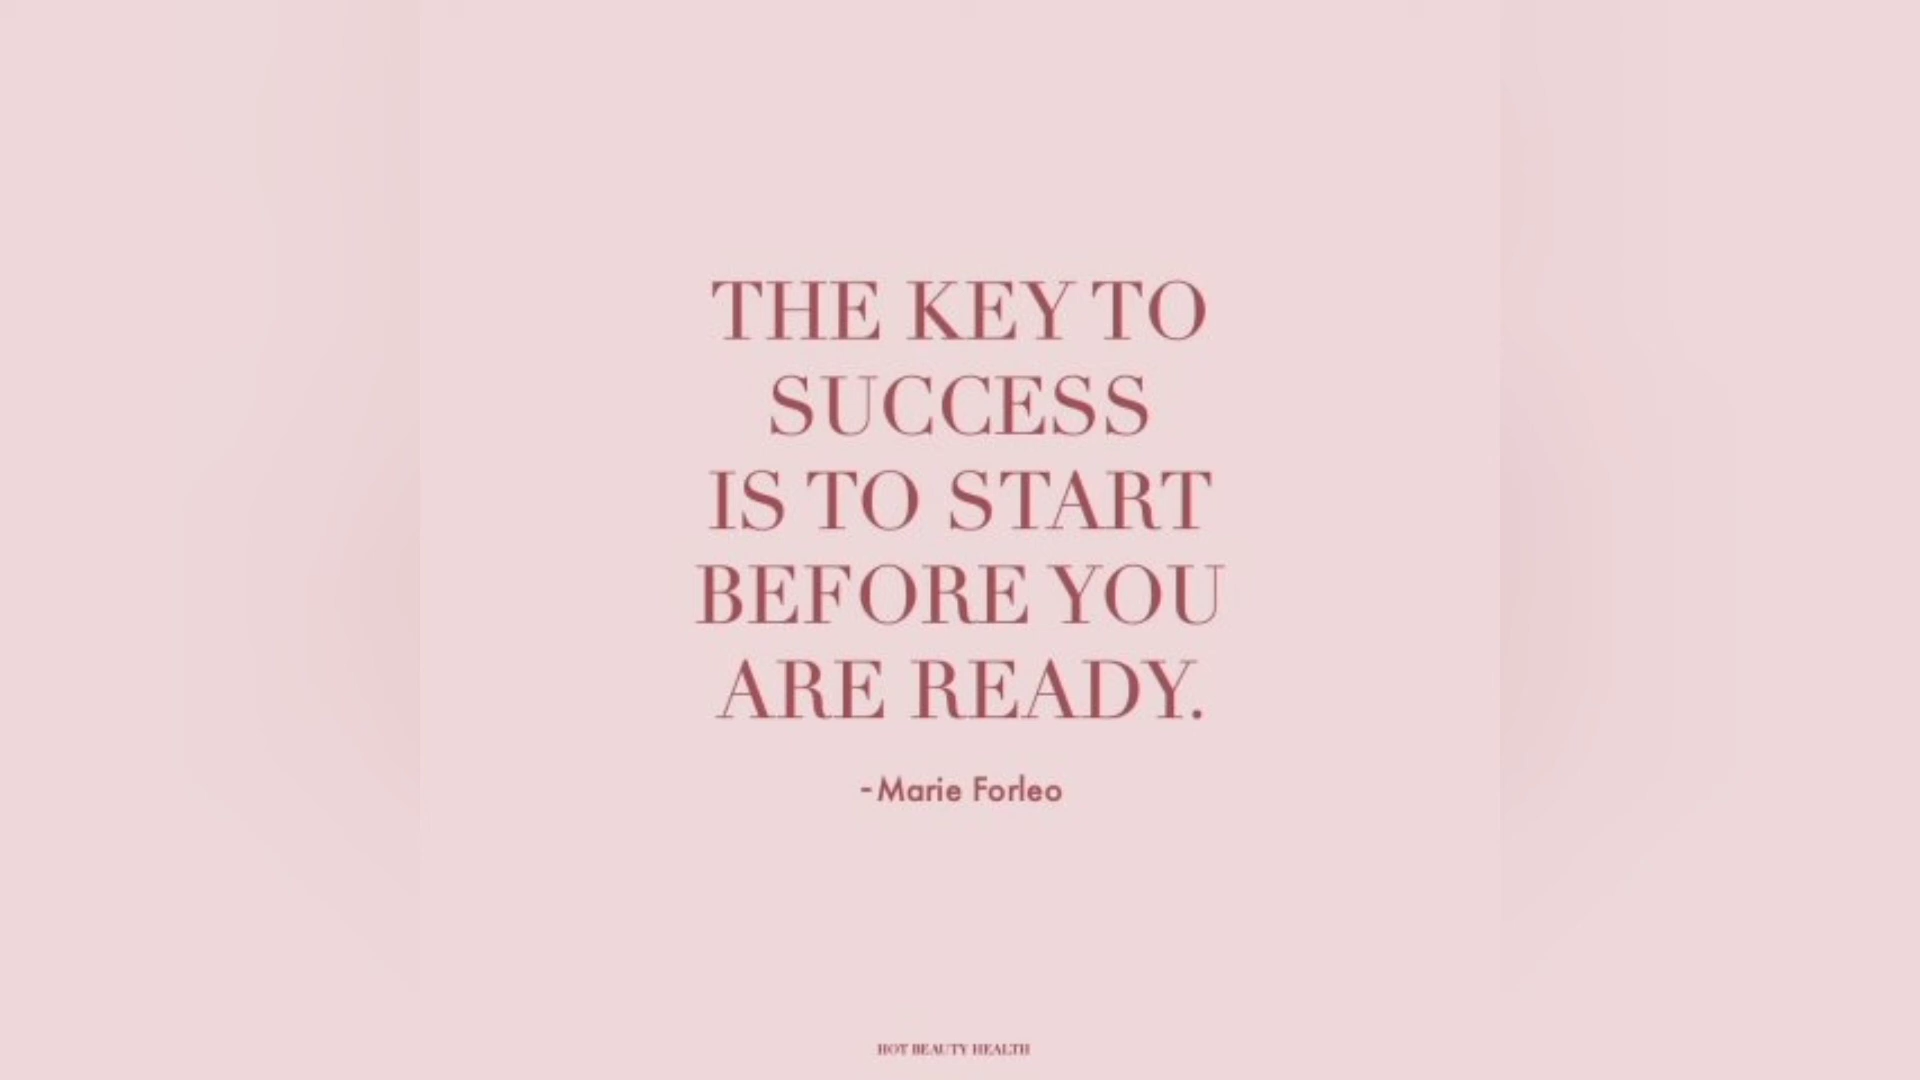 THE KEY TO
SUCCESS
IS TO START
BEFORE YOU
ARE READY.
-Marie Forleo
HOT BEAUTY HEALTH